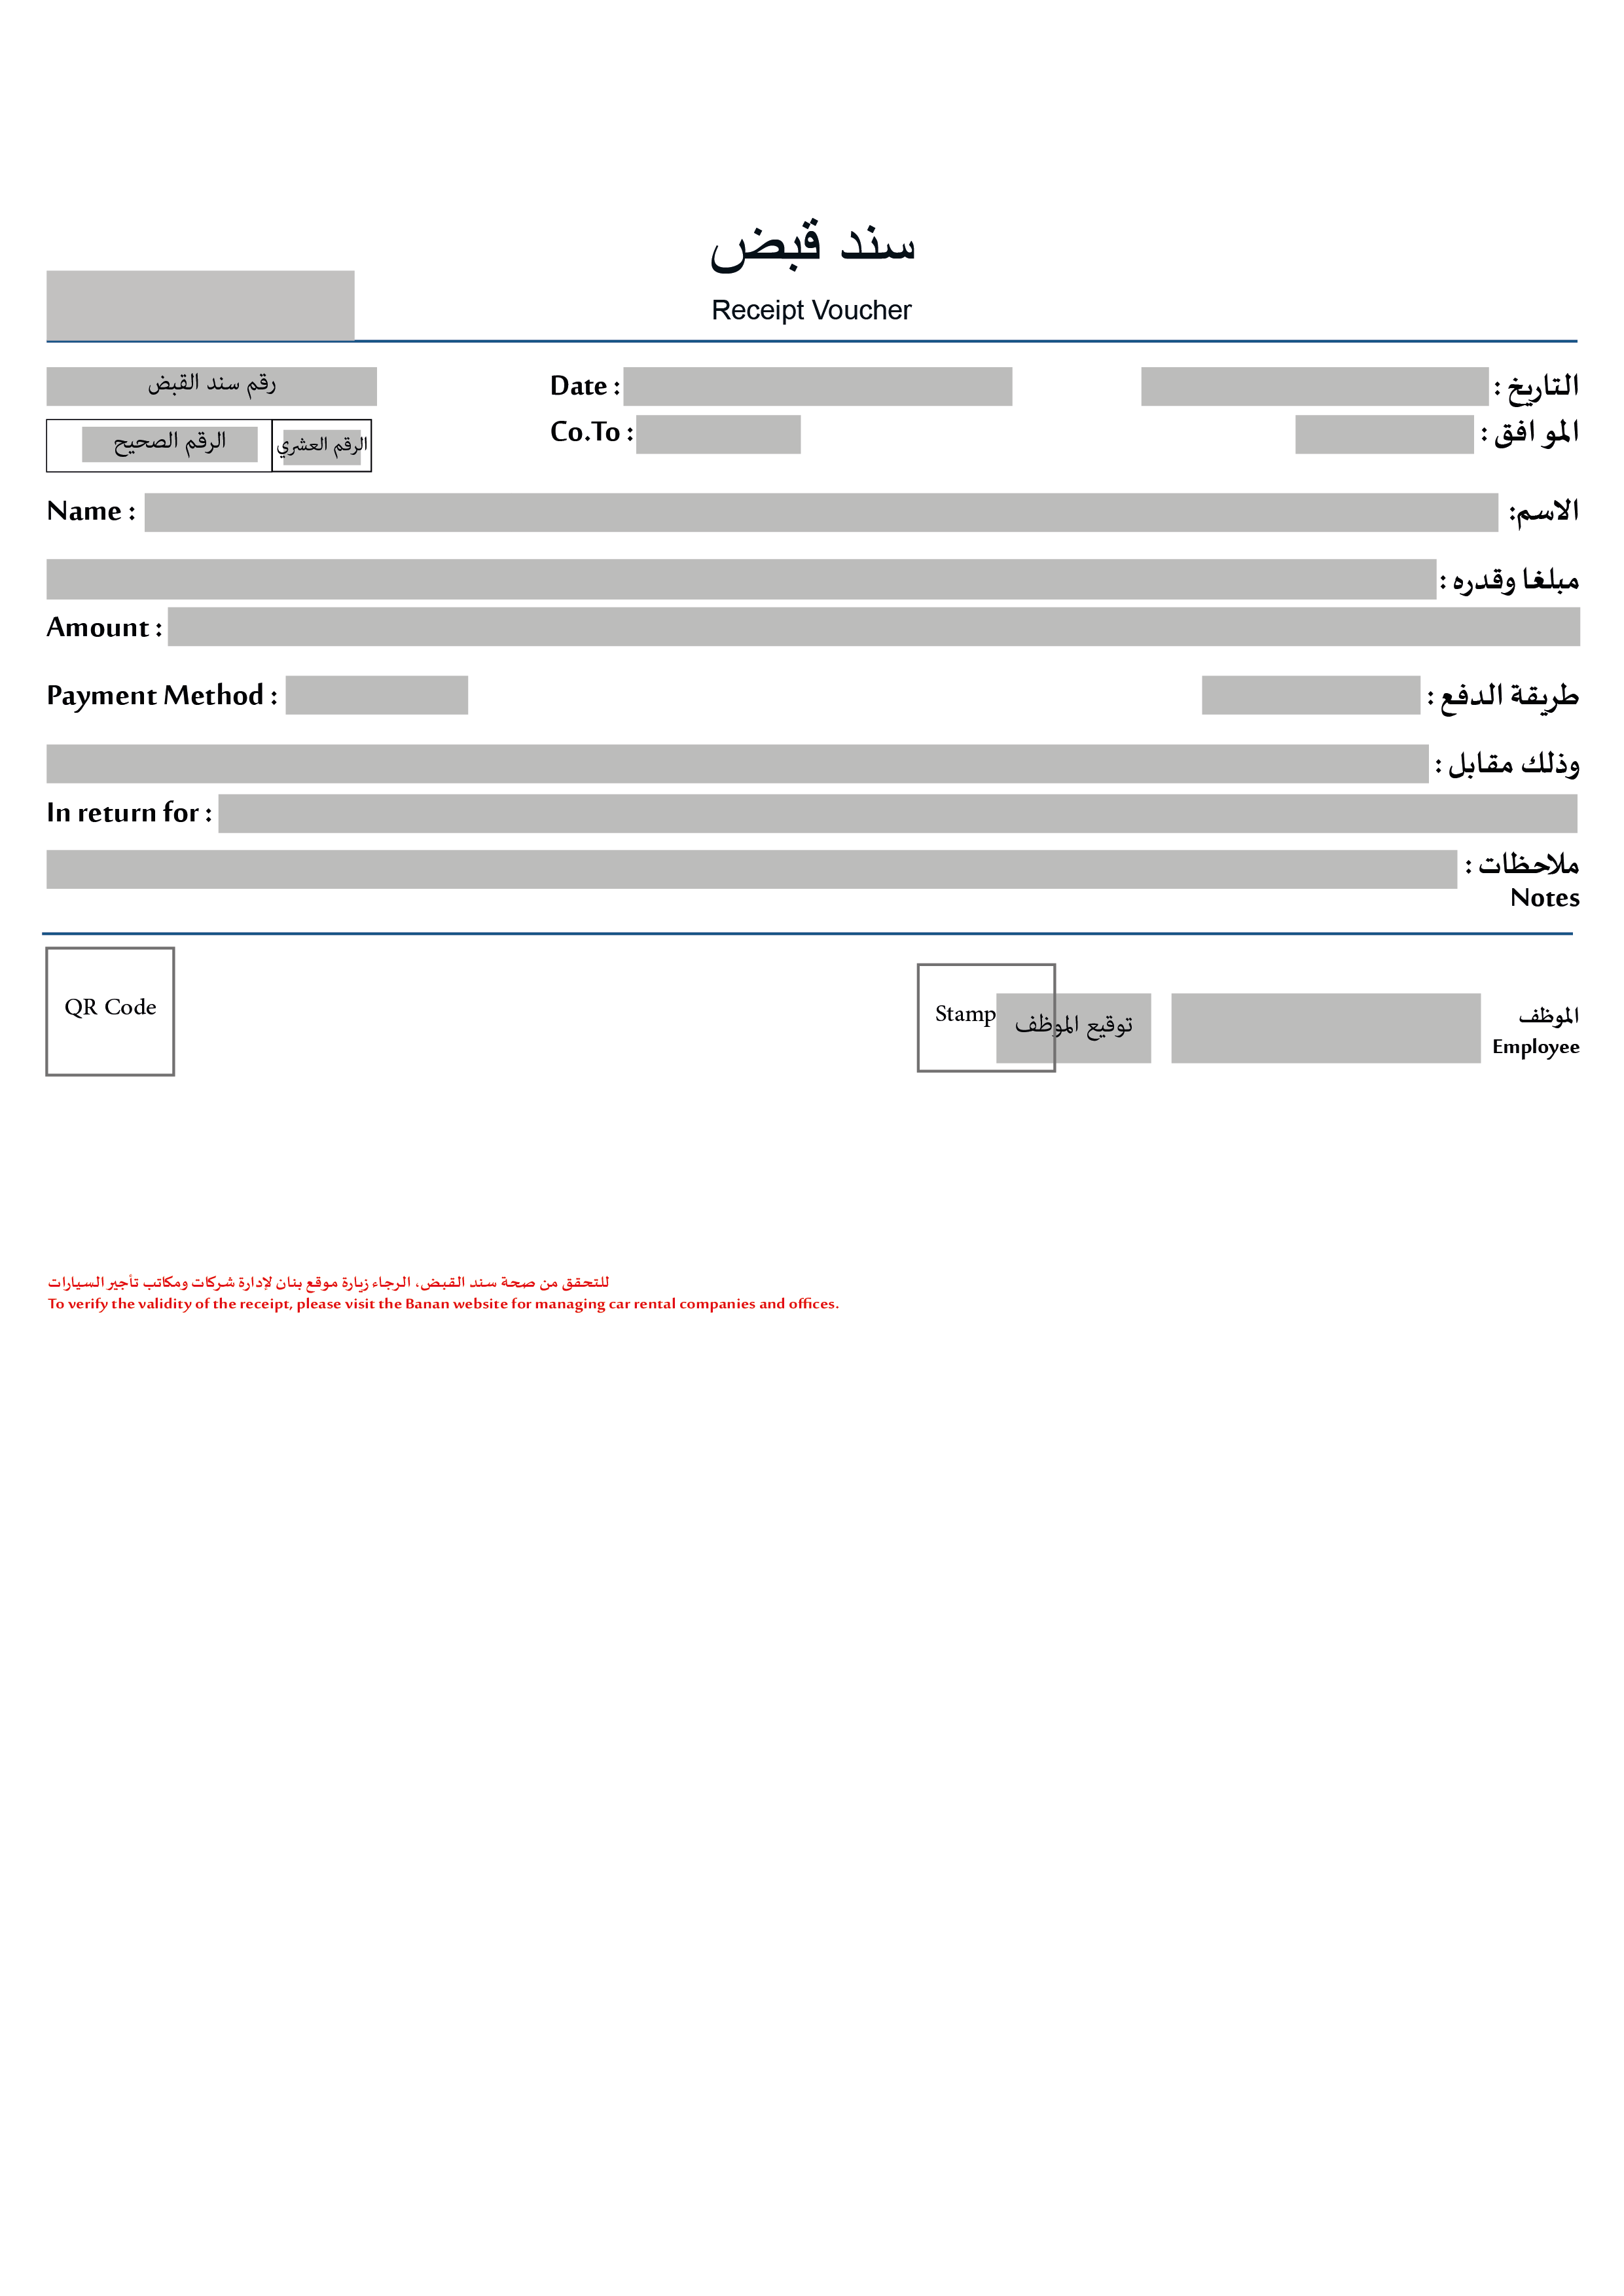 سند قبض
Receipt Voucher
رقم سند القبض
Date :
التاريخ :
الرقم الصحيح
الرقم العشري
Co.To :
الموافق :
Name :
الاسم:
مبلغا وقدره :
Amount :
Payment Method :
طريقة الدفع :
وذلك مقابل :
In return for :
ملاحظات :
Notes
QR Code
Stamp
توقيع الموظف
الموظف
Employee
للتحقق من صحة سند القبض، الرجاء زيارة موقع بنان لإدارة شركات ومكاتب تأجير السيارات
To verify the validity of the receipt, please visit the Banan website for managing car rental companies and offices.